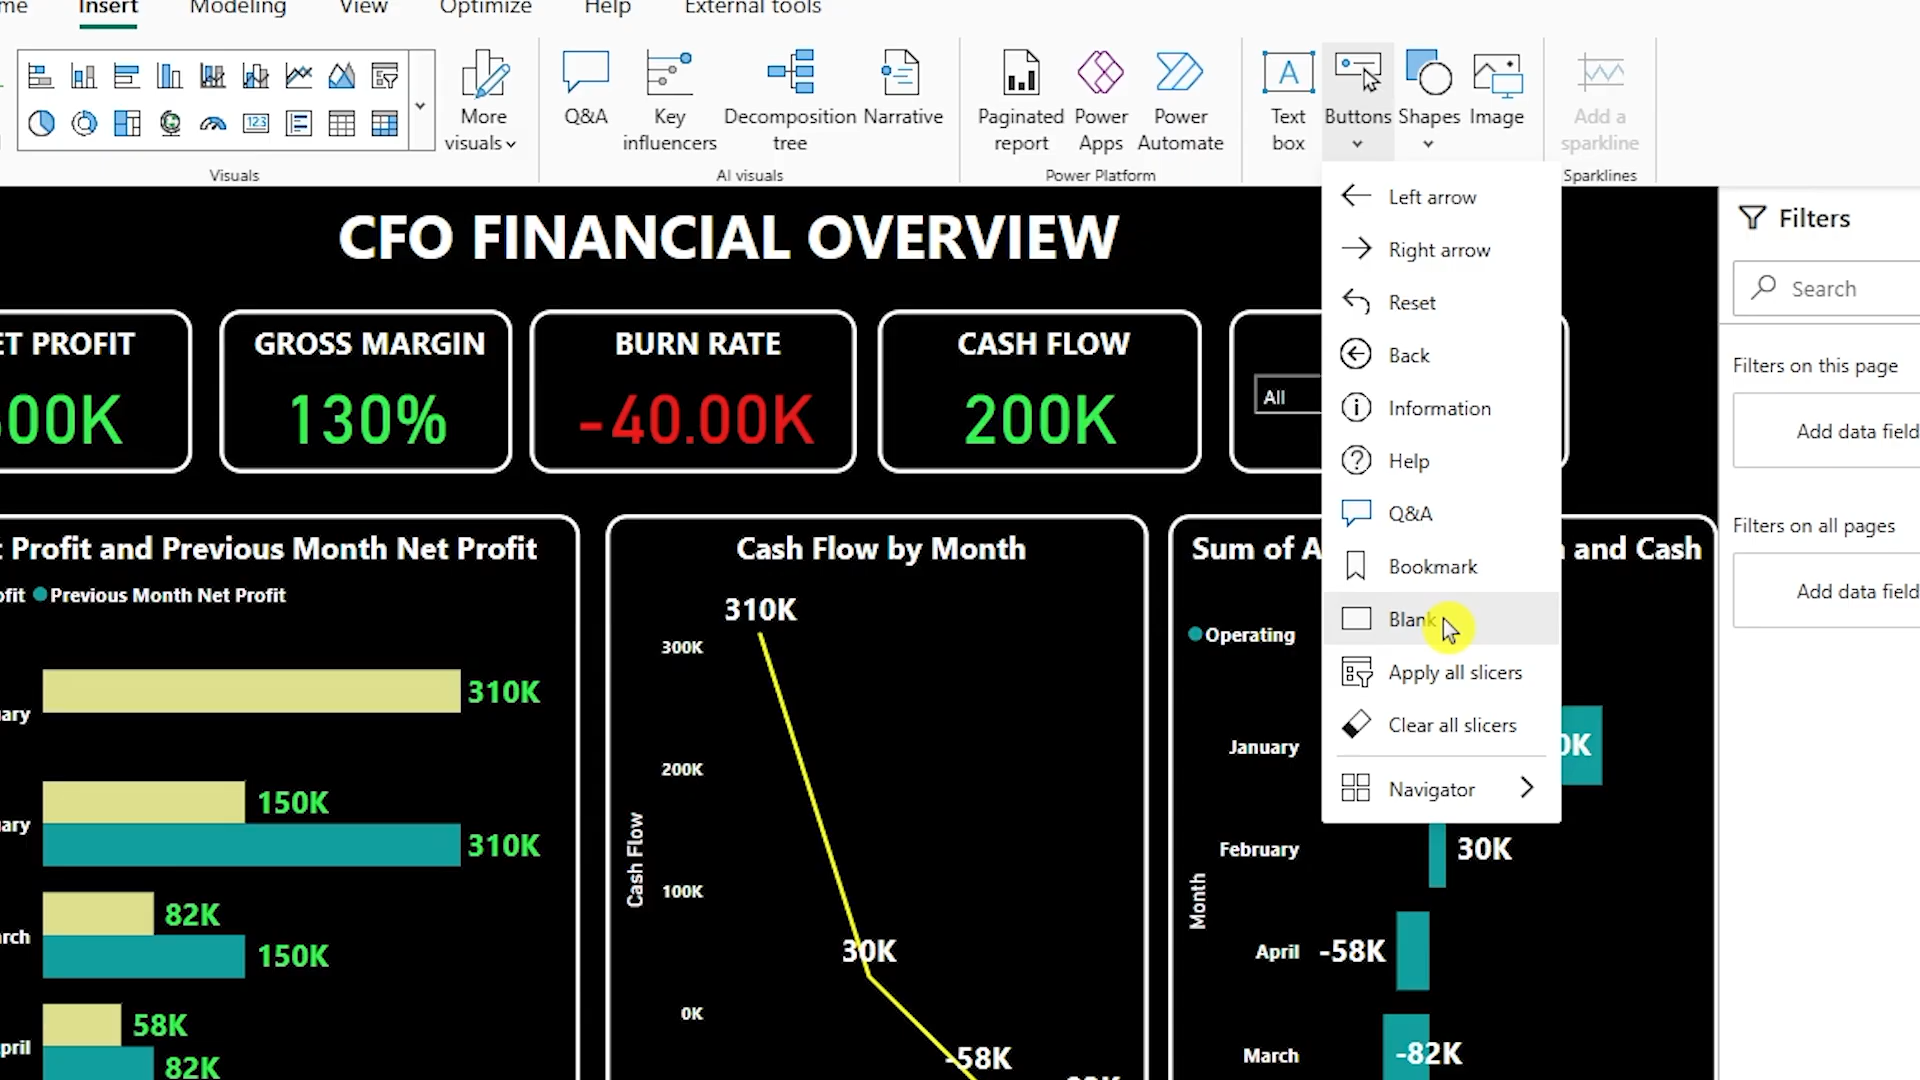 me Insert Modeling View Optimize Help External tools
More visuals
Q&A
Key influencers
Decomposition tree
Narrative
Paginated report
Power Apps
Power Automate
Text box
Buttons
Shapes
Image
Add a sparkline
123
A
Visuals
AI visuals
Power Platform
Sparklines
Left arrow
Right arrow
Reset
Back
Information
Help
Q&A
Bookmark
Blank
Apply all slicers
Clear all slicers
Navigator
CFO FINANCIAL OVERVIEW
ET PROFIT
00K
GROSS MARGIN
130%
BURN RATE
-40.00K
CASH FLOW
200K
All
Profit and Previous Month Net Profit
ofit Previous Month Net Profit
ary
310K
ary
150K
310K
rch
82K
150K
pril
58K
82K
Cash Flow by Month
Cash Flow
300K
200K
100K
0K
310K
30K
-58K
Sum of A
and Cash
Operating
Month
January
0K
February
30K
April
-58K
March
-82K
Filters
Search
Filters on this page
Add data field
Filters on all pages
Add data field